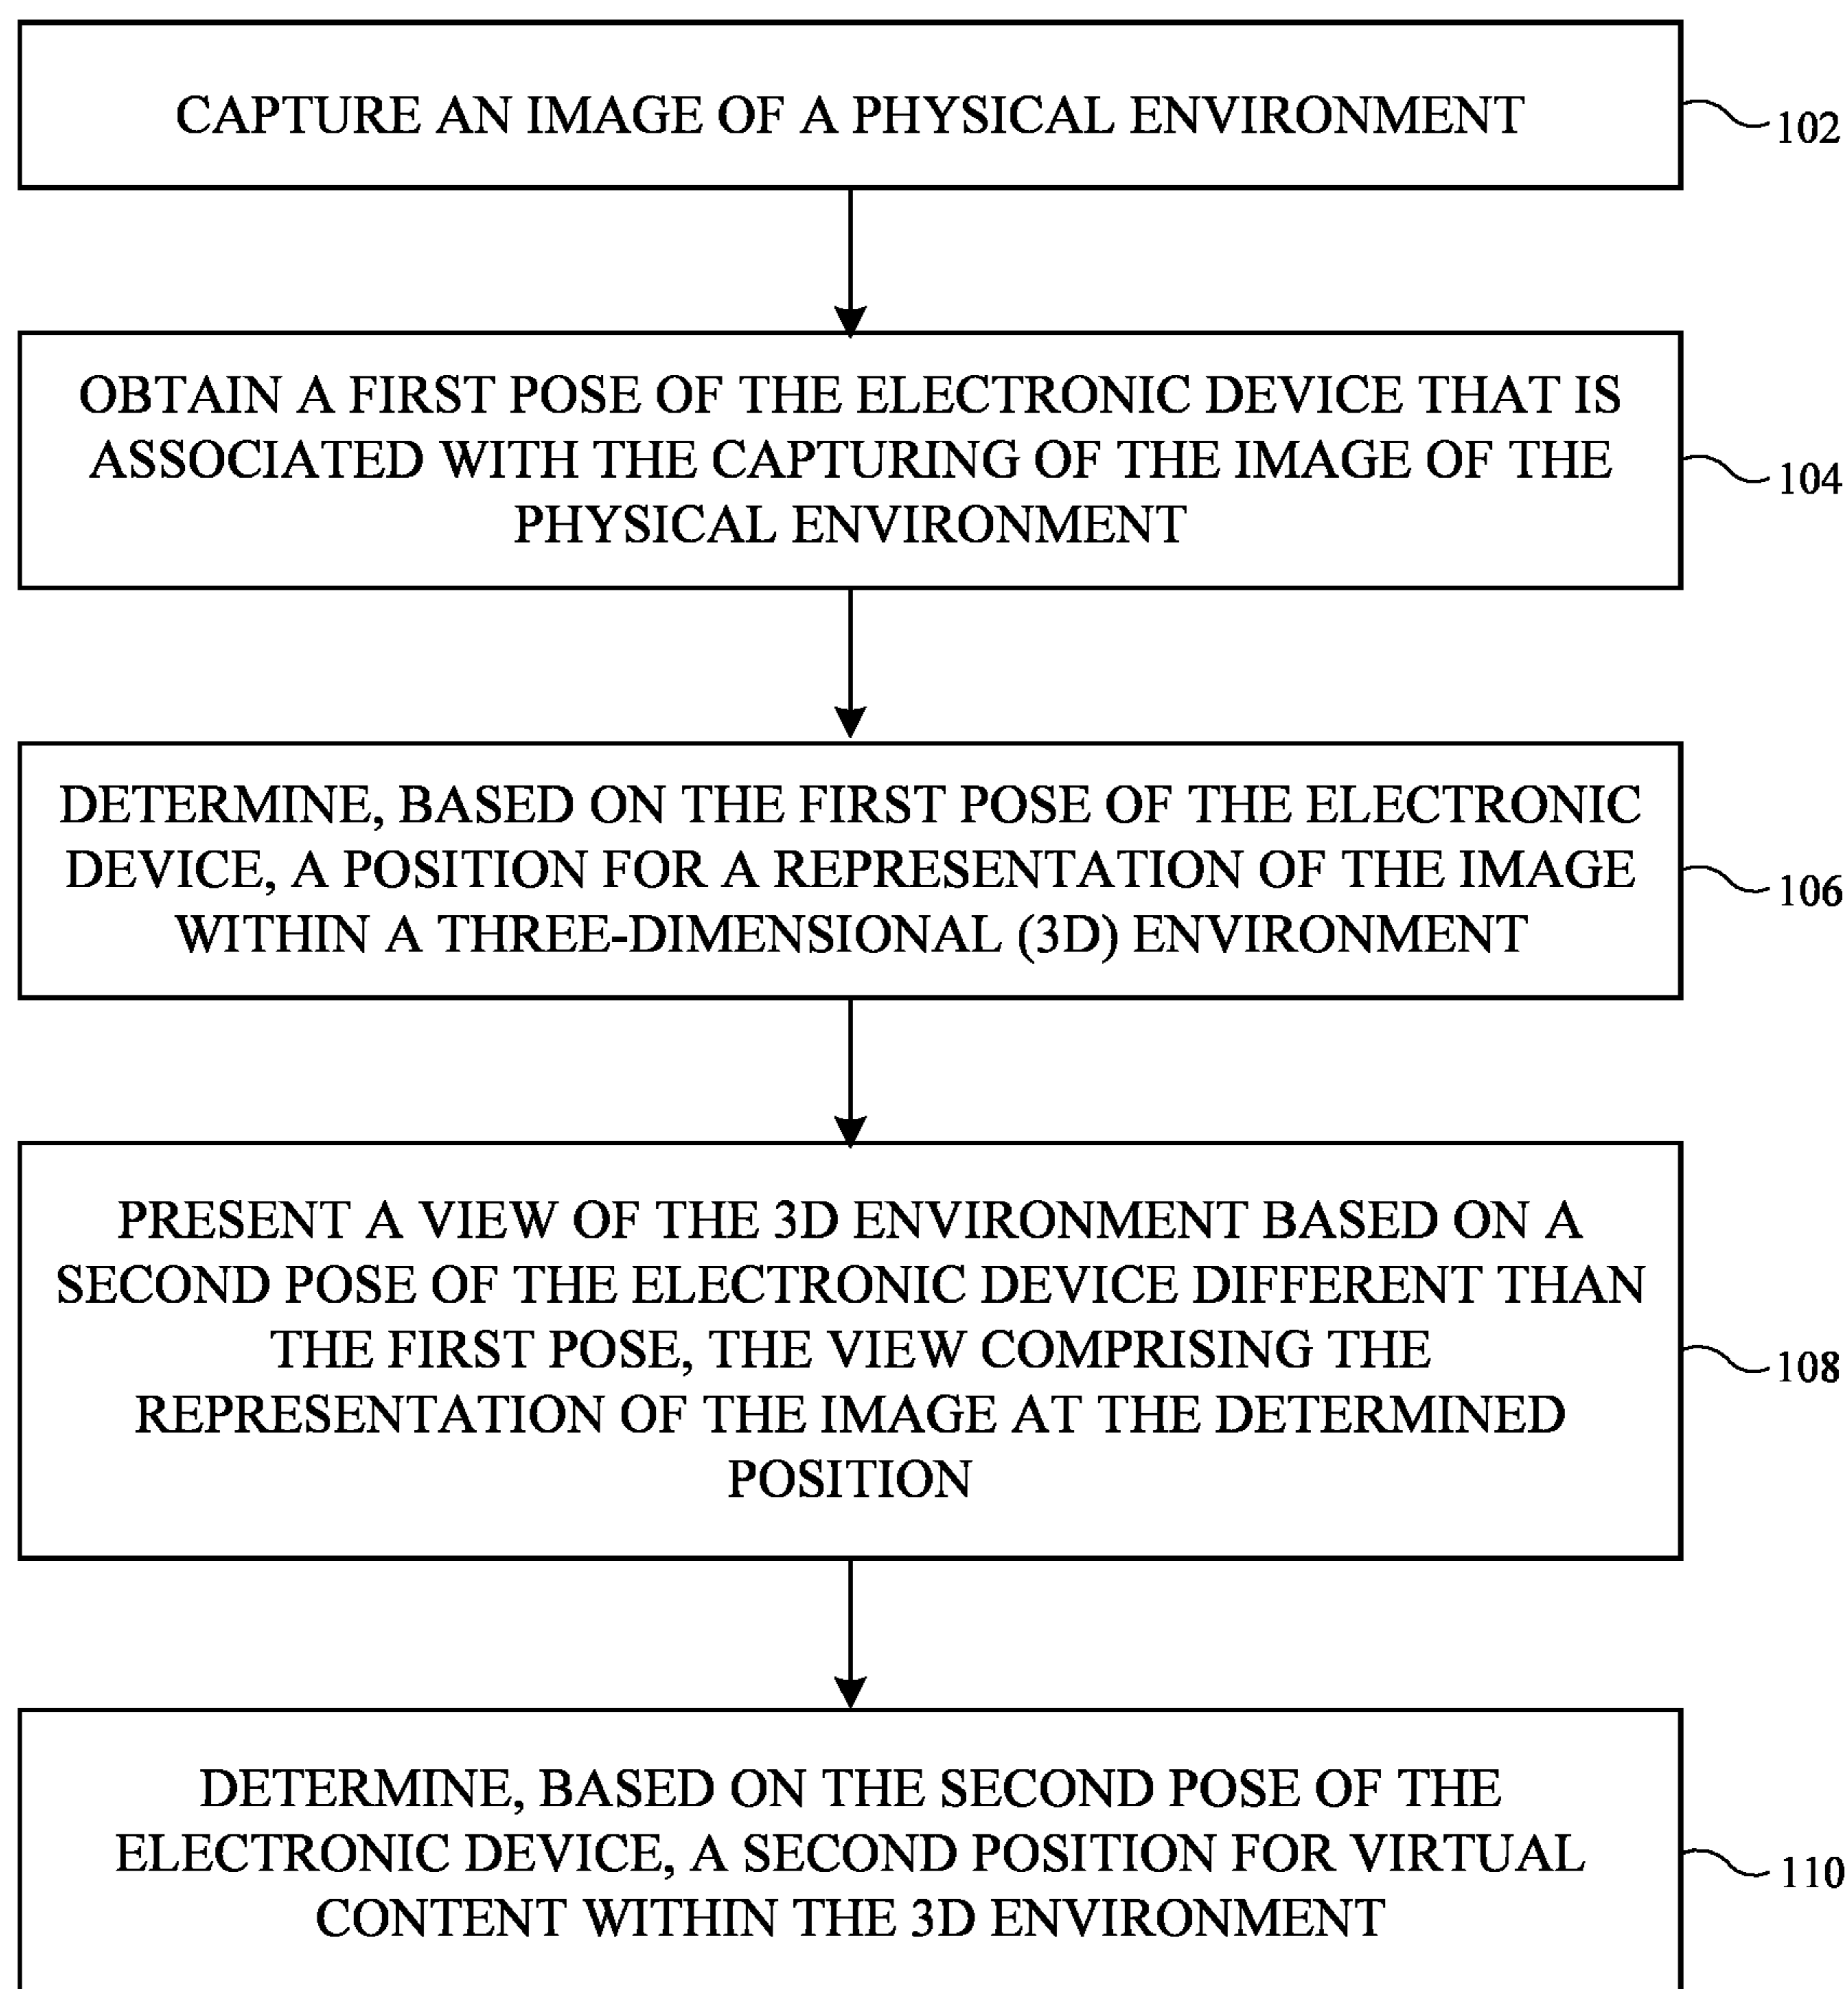 CAPTURE AN IMAGE OF A PHYSICAL ENVIRONMENT
102
OBTAIN A FIRST POSE OF THE ELECTRONIC DEVICE THAT IS
ASSOCIATED WITH THE CAPTURING OF THE IMAGE OF THE
PHYSICAL ENVIRONMENT
104
DETERMINE, BASED ON THE FIRST POSE OF THE ELECTRONIC
DEVICE, A POSITION FOR A REPRESENTATION OF THE IMAGE
WITHIN A THREE-DIMENSIONAL (3D) ENVIRONMENT
106
PRESENT A VIEW OF THE 3D ENVIRONMENT BASED ON A
SECOND POSE OF THE ELECTRONIC DEVICE DIFFERENT THAN
THE FIRST POSE, THE VIEW COMPRISING THE
REPRESENTATION OF THE IMAGE AT THE DETERMINED
POSITION
108
DETERMINE, BASED ON THE SECOND POSE OF THE
ELECTRONIC DEVICE, A SECOND POSITION FOR VIRTUAL
CONTENT WITHIN THE 3D ENVIRONMENT
110